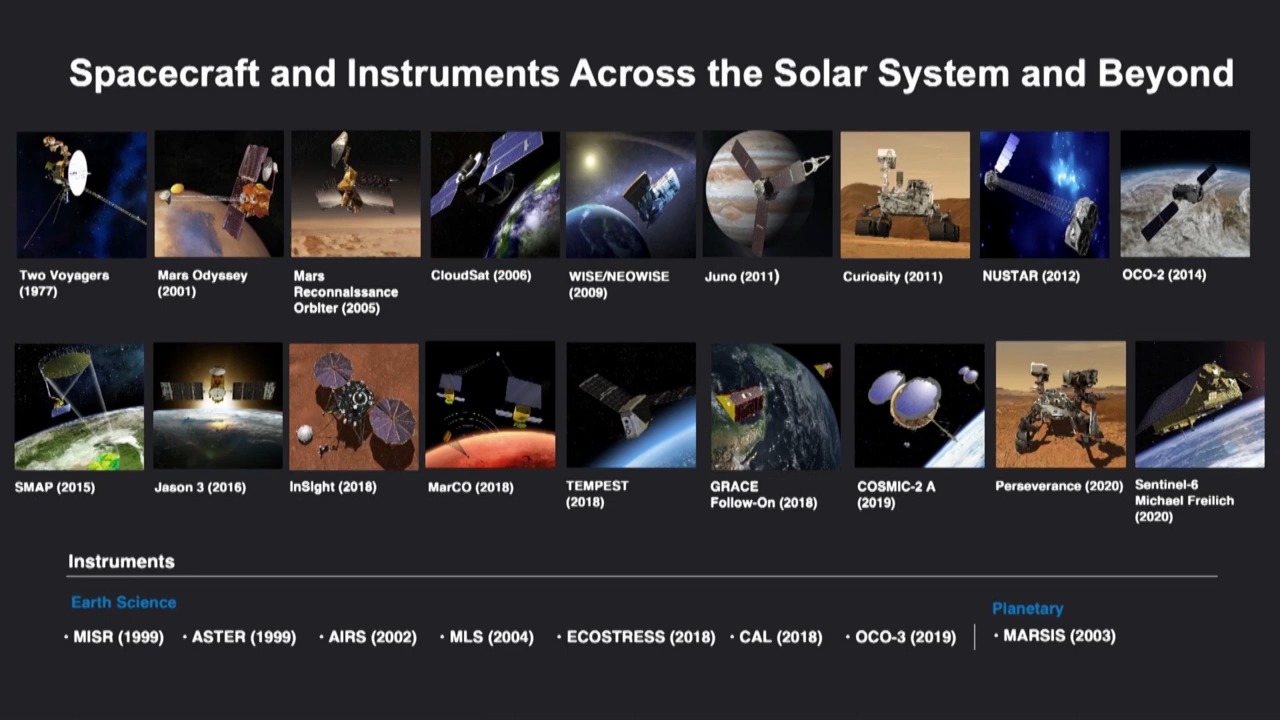 Spacecraft and Instruments Across the Solar System and Beyond
Two Voyagers
(1977)
Mars Odyssey
(2001)
Mars
Reconnaissance
Orbiter (2005)
CloudSat (2006)
WISE/NEOWISE
(2009)
Juno (2011)
Curiosity (2011)
NUSTAR (2012)
OCO-2 (2014)
SMAP (2015)
Jason 3 (2016)
InSight (2018)
MarCO (2018)
TEMPEST
(2018)
GRACE
Follow-On (2018)
COSMIC-2 A
(2019)
Perseverance (2020)
Sentinel-6
Michael Freilich
(2020)
Instruments
Earth Science
· MISR (1999) · ASTER (1999) · AIRS (2002) · MLS (2004) · ECOSTRESS (2018) · CAL (2018) · OCO-3 (2019)
Planetary
· MARSIS (2003)